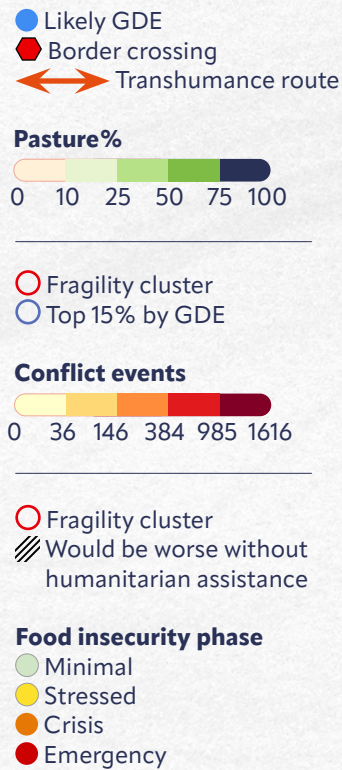 Likely GDE
Border crossing
Transhumance route
Pasture%
0 10 25 50 75 100
Fragility cluster
Top 15% by GDE
Conflict events
0 36 146 384 985 1616
Fragility cluster
Would be worse without
humanitarian assistance
Food insecurity phase
Minimal
Stressed
Crisis
Emergency